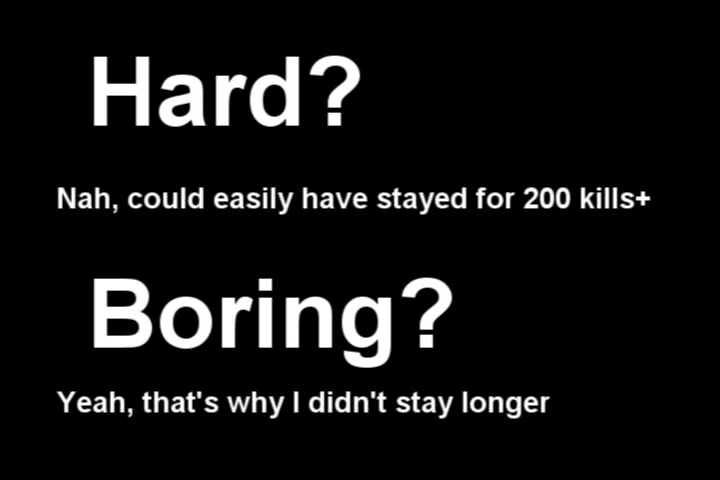 Hard?
Nah, could easily have stayed for 200 kills+
Boring?
Yeah, that's why I didn't stay longer